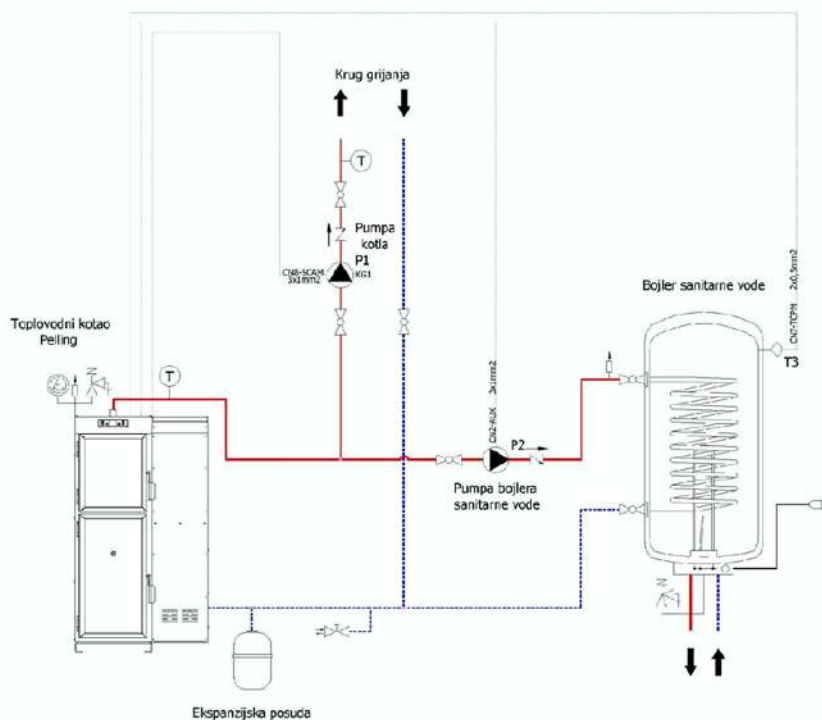 Krug grijanja
T
Pumpa
kotla
P1
KG1
CN8-SCAM
3x1mm2
Toplovodni kotao
Pelling
T
CN2-AUX 3x1mm2
P2
Pumpa bojlera
sanitarne vode
Bojler sanitarne vode
CN7-TCPM 2x0,5mm2
T3
Ekspanzijska posuda